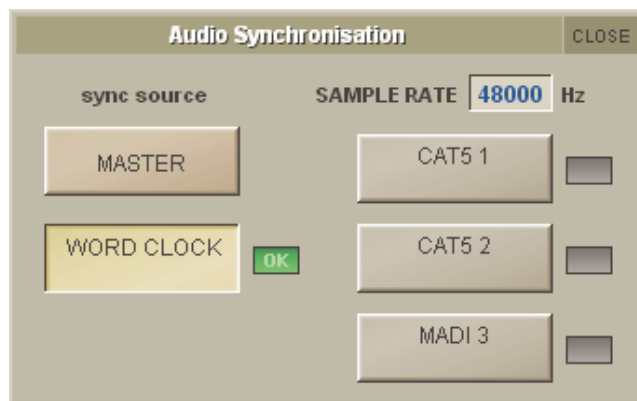 Audio Synchronisation CLOSE
sync source SAMPLE RATE 48000 Hz
MASTER CAT5 1
WORD CLOCK OK CAT5 2
MADI 3